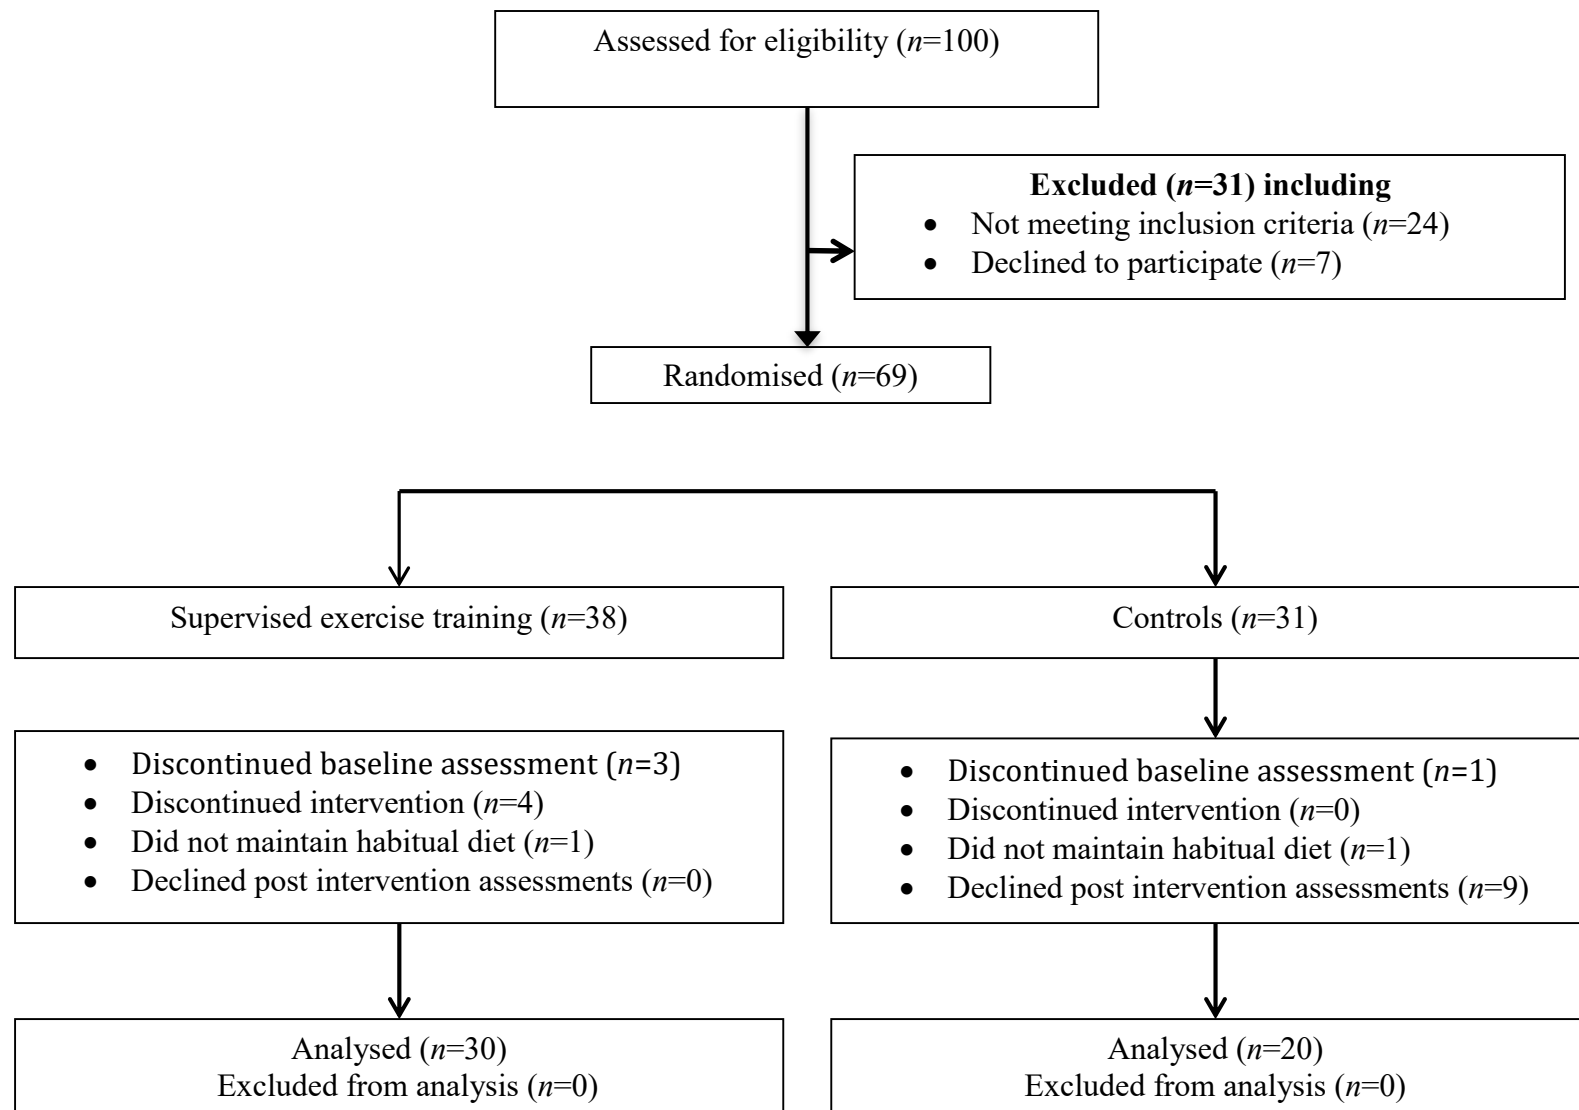 Assessed for eligibility (n=100)
Excluded (n=31) including
• Not meeting inclusion criteria (n=24)
• Declined to participate (n=7)
Randomised (n=69)
Supervised exercise training (n=38)
Controls (n=31)
• Discontinued baseline assessment (n=3)
• Discontinued intervention (n=4)
• Did not maintain habitual diet (n=1)
• Declined post intervention assessments (n=0)
• Discontinued baseline assessment (n=1)
• Discontinued intervention (n=0)
• Did not maintain habitual diet (n=1)
• Declined post intervention assessments (n=9)
Analysed (n=30)
Excluded from analysis (n=0)
Analysed (n=20)
Excluded from analysis (n=0)